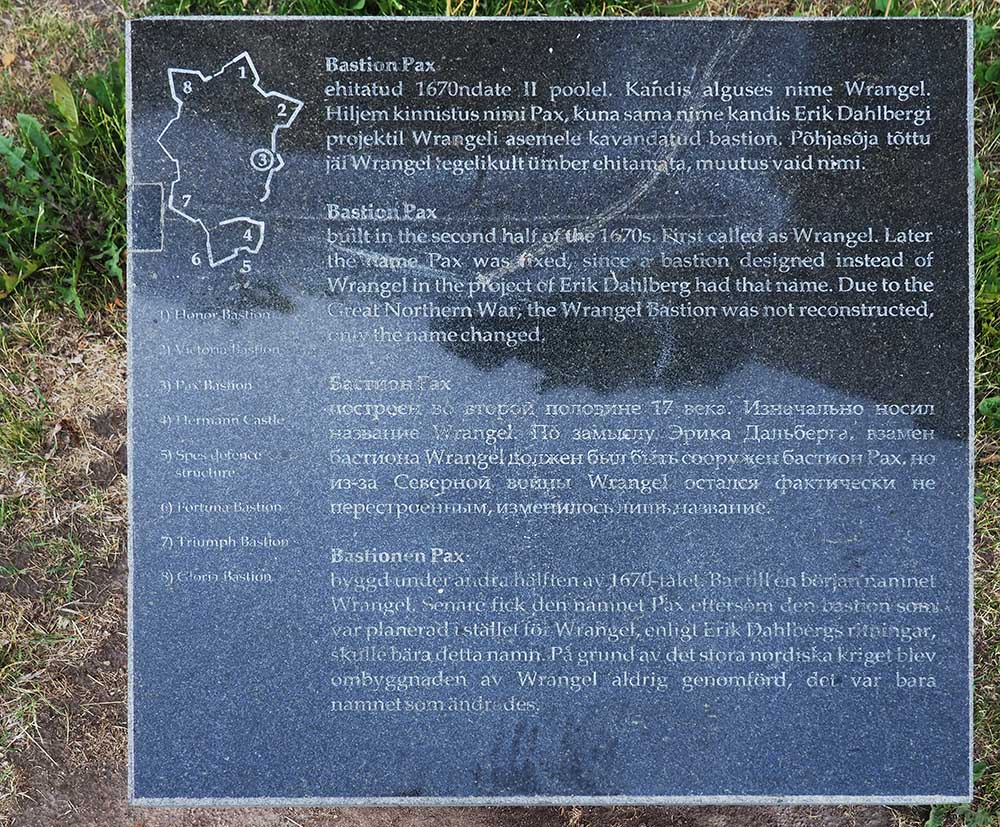 1
8
2
3
7
4
6
5
1) Honor Bastion
2) Victoria Bastion
3) Pax Bastion
4) Hermann Castle
5) Spes defence
structure
6) Fortuna Bastion
7) Triumph Bastion
8) Gloria Bastion
Bastion Pax
ehitatud 1670ndate II poolel. Kandis alguses nime Wrangel.
Hiljem kinnistus nimi Pax, kuna sama nime kandis Erik Dahlbergi
projektil Wrangeli asemele kavandatud bastion. Põhjasõja tõttu
jäi Wrangel tegelikult ümber ehitamata, muutus vaid nimi.
Bastion Pax
built in the second half of the 1670s. First called as Wrangel. Later
the name Pax was fixed, since a bastion designed instead of
Wrangel in the project of Erik Dahlberg had that name. Due to the
Great Northern War, the Wrangel Bastion was not reconstructed,
only the name changed.
Бастион Pax
построен во второй половине 17 века. Изначально носил
название Wrangel. По замыслу Эрика Дальберга, взамен
бастиона Wrangel должен был быть сооружен бастион Pax, но
из-за Северной войны Wrangel остался фактически не
перестроенным, изменилось лишь название.
Bastionen Pax
byggd under andra hälften av 1670-talet. Bar till en början namnet
Wrangel. Senare fick den namnet Pax eftersom den bastion som
var planerad i stället för Wrangel, enligt Erik Dahlbergs ritningar,
skulle bära detta namn. På grund av det stora nordiska kriget blev
ombyggnaden av Wrangel aldrig genomförd, det var bara
namnet som ändrades.